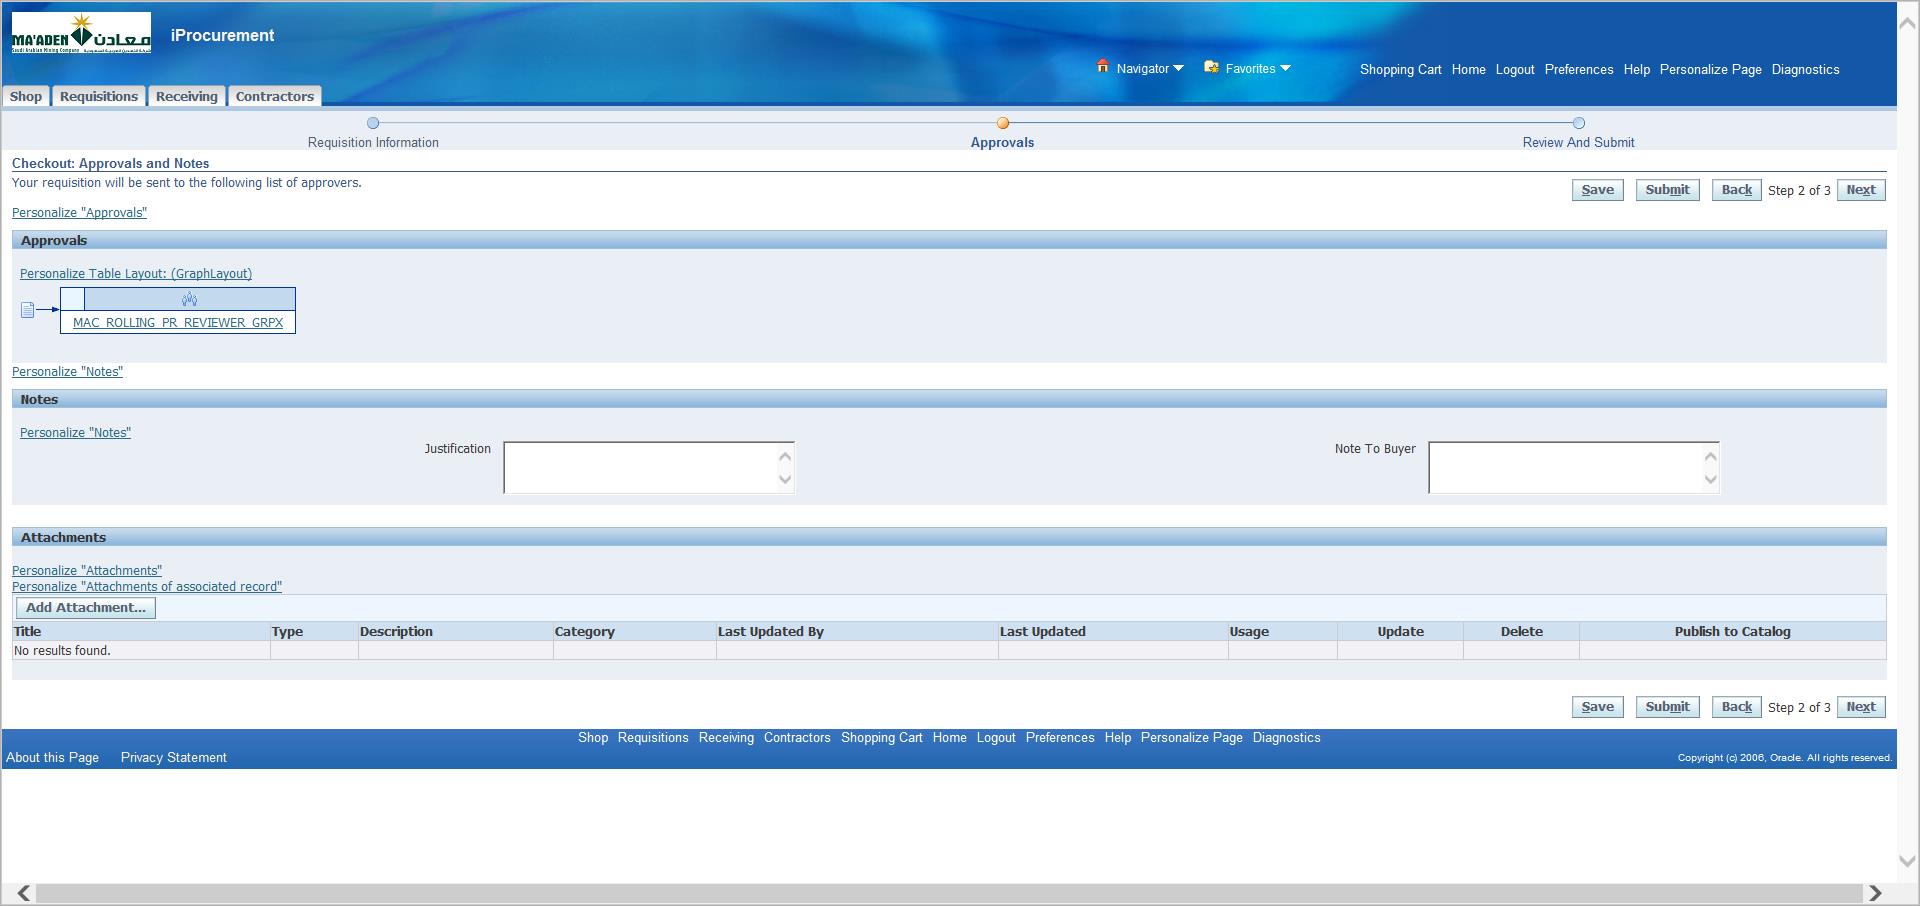 MA'ADEN معادن
Saudi Arabian Mining Company
iProcurement
Navigator Favorites Shopping Cart Home Logout Preferences Help Personalize Page Diagnostics
Shop Requisitions Receiving Contractors
Requisition Information Approvals Review And Submit
Checkout: Approvals and Notes
Your requisition will be sent to the following list of approvers.
Save Submit Back Step 2 of 3 Next
Personalize "Approvals"
Approvals
Personalize Table Layout: (GraphLayout)
MAC_ROLLING_PR_REVIEWER_GRPX
Personalize "Notes"
Notes
Personalize "Notes"
Justification Note To Buyer
Attachments
Personalize "Attachments"
Personalize "Attachments of associated record"
Add Attachment...
Title Type Description Category Last Updated By Last Updated Usage Update Delete Publish to Catalog
No results found.
Save Submit Back Step 2 of 3 Next
Shop Requisitions Receiving Contractors Shopping Cart Home Logout Preferences Help Personalize Page Diagnostics
About this Page Privacy Statement
Copyright (c) 2006, Oracle. All rights reserved.